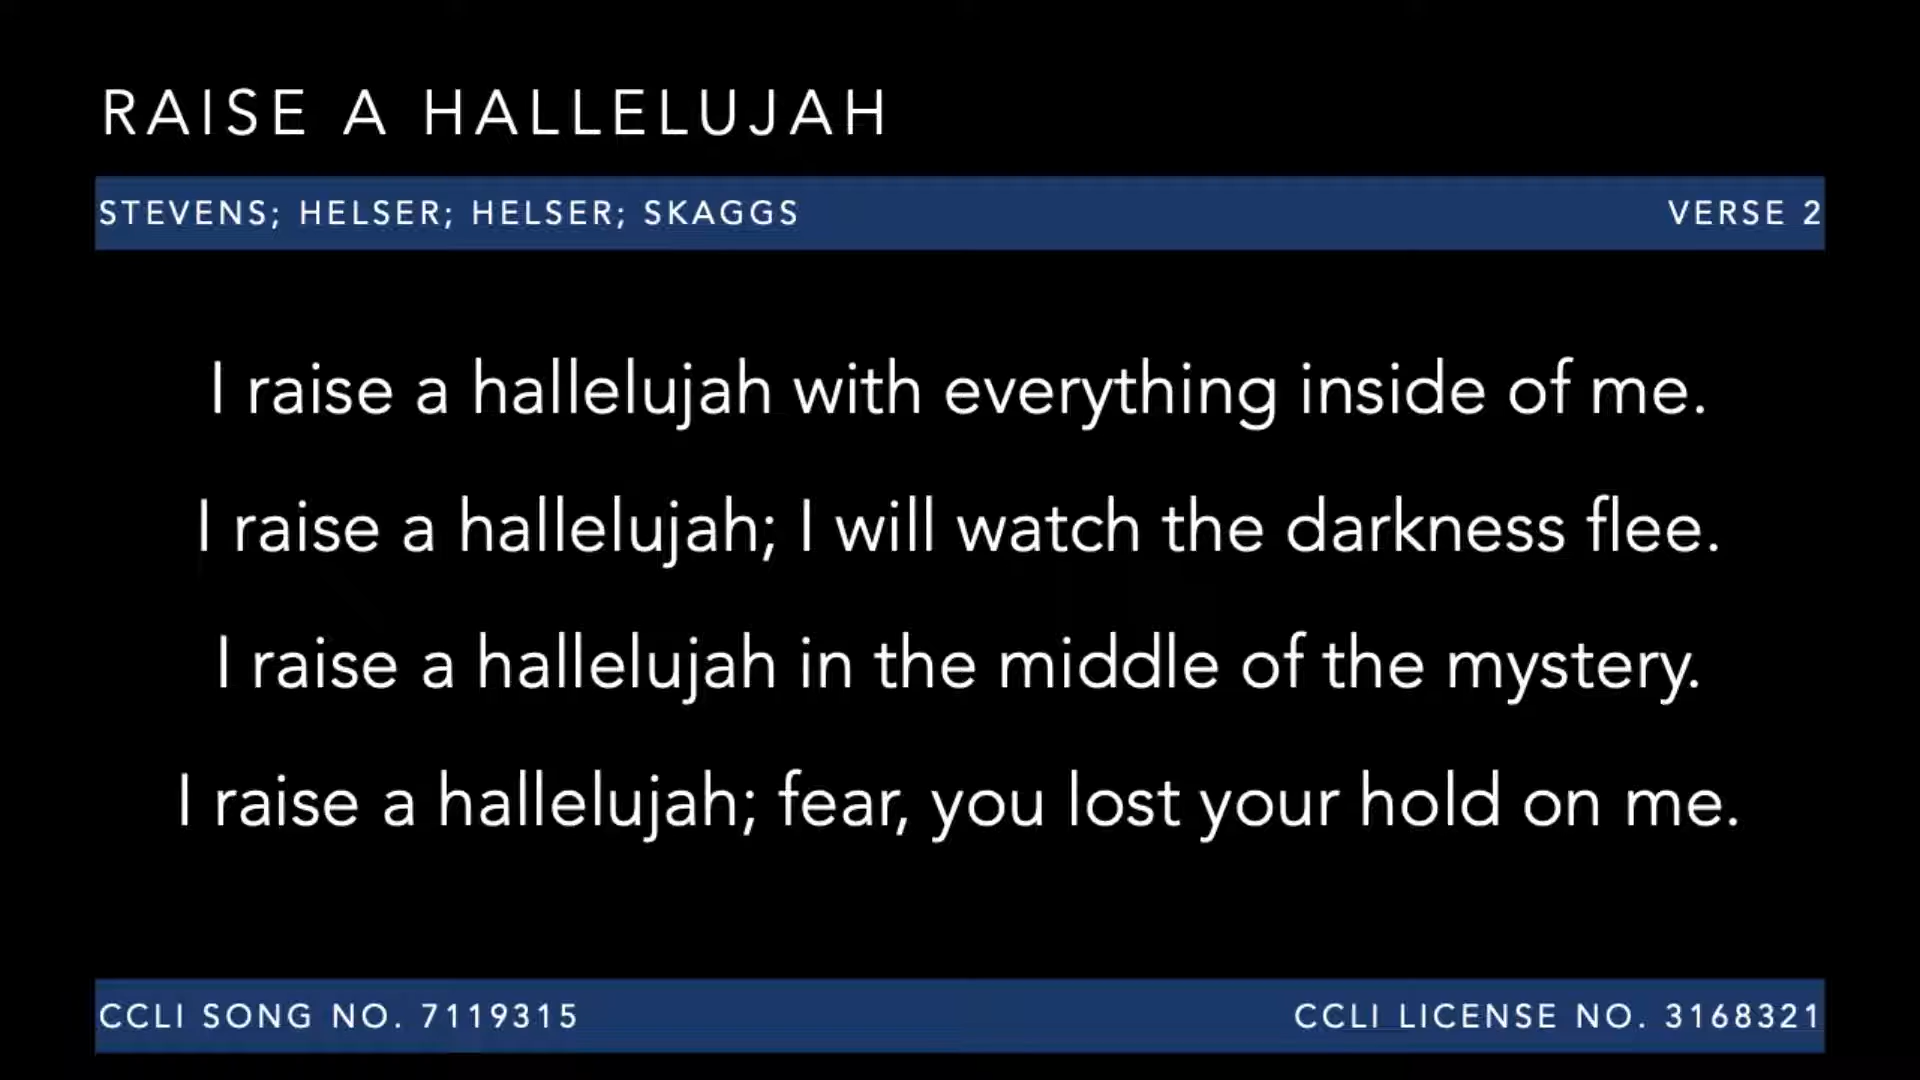 RAISE A HALLELUJAH
STEVENS; HELSER; HELSER; SKAGGS VERSE 2
I raise a hallelujah with everything inside of me.
I raise a hallelujah; I will watch the darkness flee.
I raise a hallelujah in the middle of the mystery.
I raise a hallelujah; fear, you lost your hold on me.
CCLI SONG NO. 7119315 CCLI LICENSE NO. 3168321